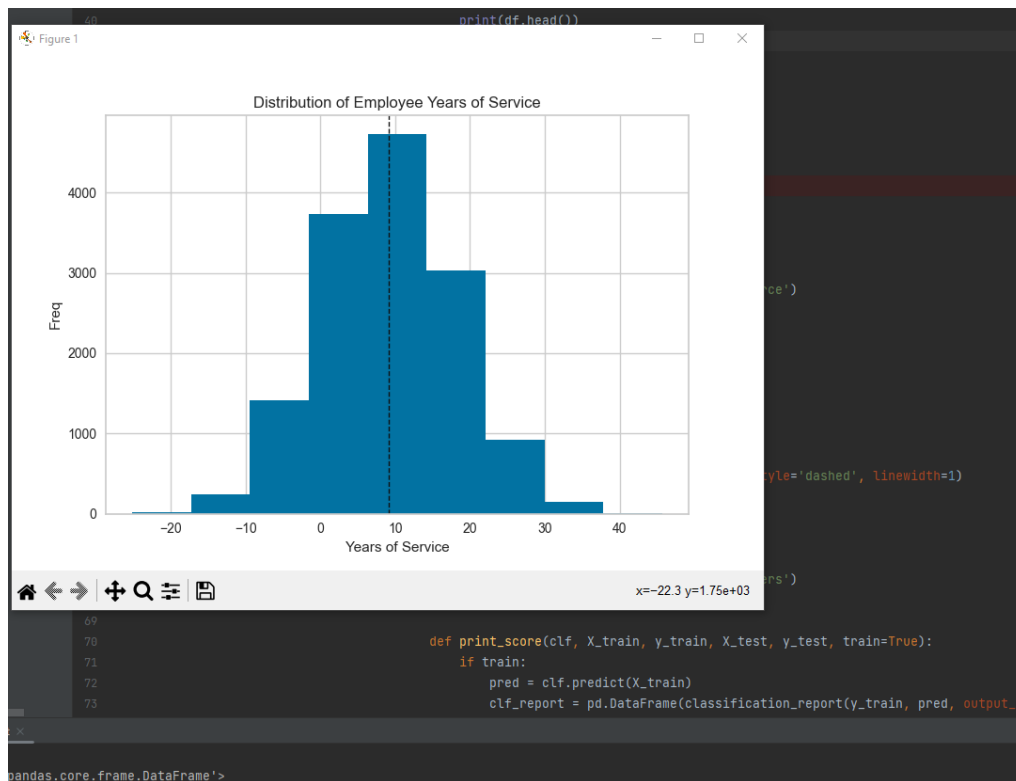 40
print(df.head())
Figure 1
Distribution of Employee Years of Service
4000
3000
2000
1000
0
Freq
−20 −10 0 10 20 30 40
Years of Service
x=−22.3 y=1.75e+03
rce')
tyle='dashed', linewidth=1)
ers')
69
70 def print_score(clf, X_train, y_train, X_test, y_test, train=True):
71 if train:
72 pred = clf.predict(X_train)
73 clf_report = pd.DataFrame(classification_report(y_train, pred, output_
pandas.core.frame.DataFrame'>